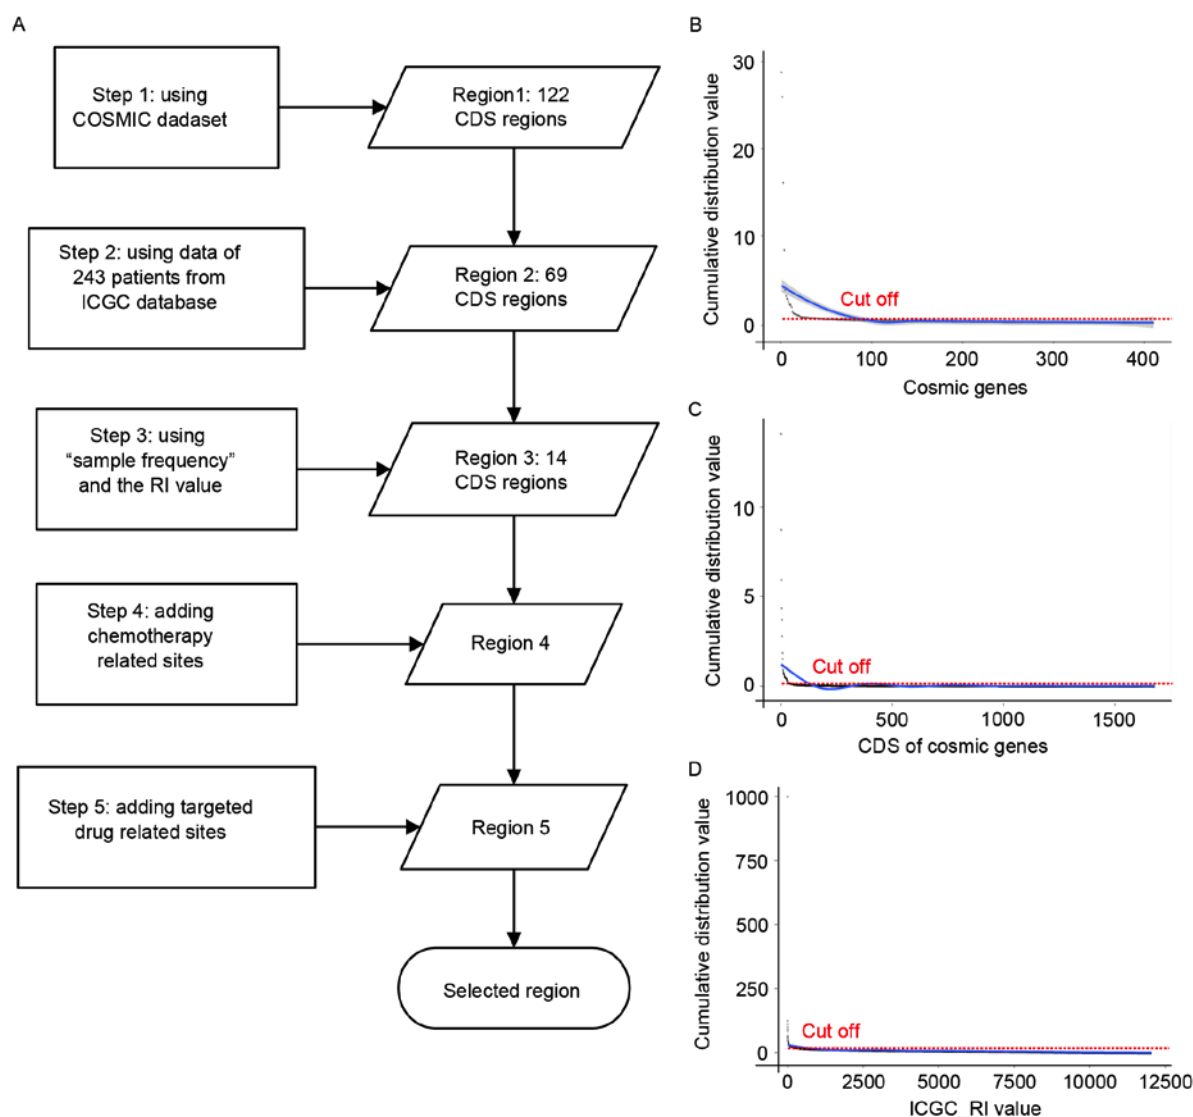 A
Step 1: using
COSMIC dadaset
Region1: 122
CDS regions
Step 2: using data of
243 patients from
ICGC database
Region 2: 69
CDS regions
Step 3: using
“sample frequency”
and the RI value
Region 3: 14
CDS regions
Step 4: adding
chemotherapy
related sites
Region 4
Step 5: adding targeted
drug related sites
Region 5
Selected region
B
Cumulative distribution value
30
20
10
0
Cut off
0 100 200 300 400
Cosmic genes
C
Cumulative distribution value
10
5
0
Cut off
0 500 1000 1500
CDS of cosmic genes
D
Cumulative distribution value
1000
750
500
250
0
Cut off
0 2500 5000 7500 10000 12500
ICGC RI value